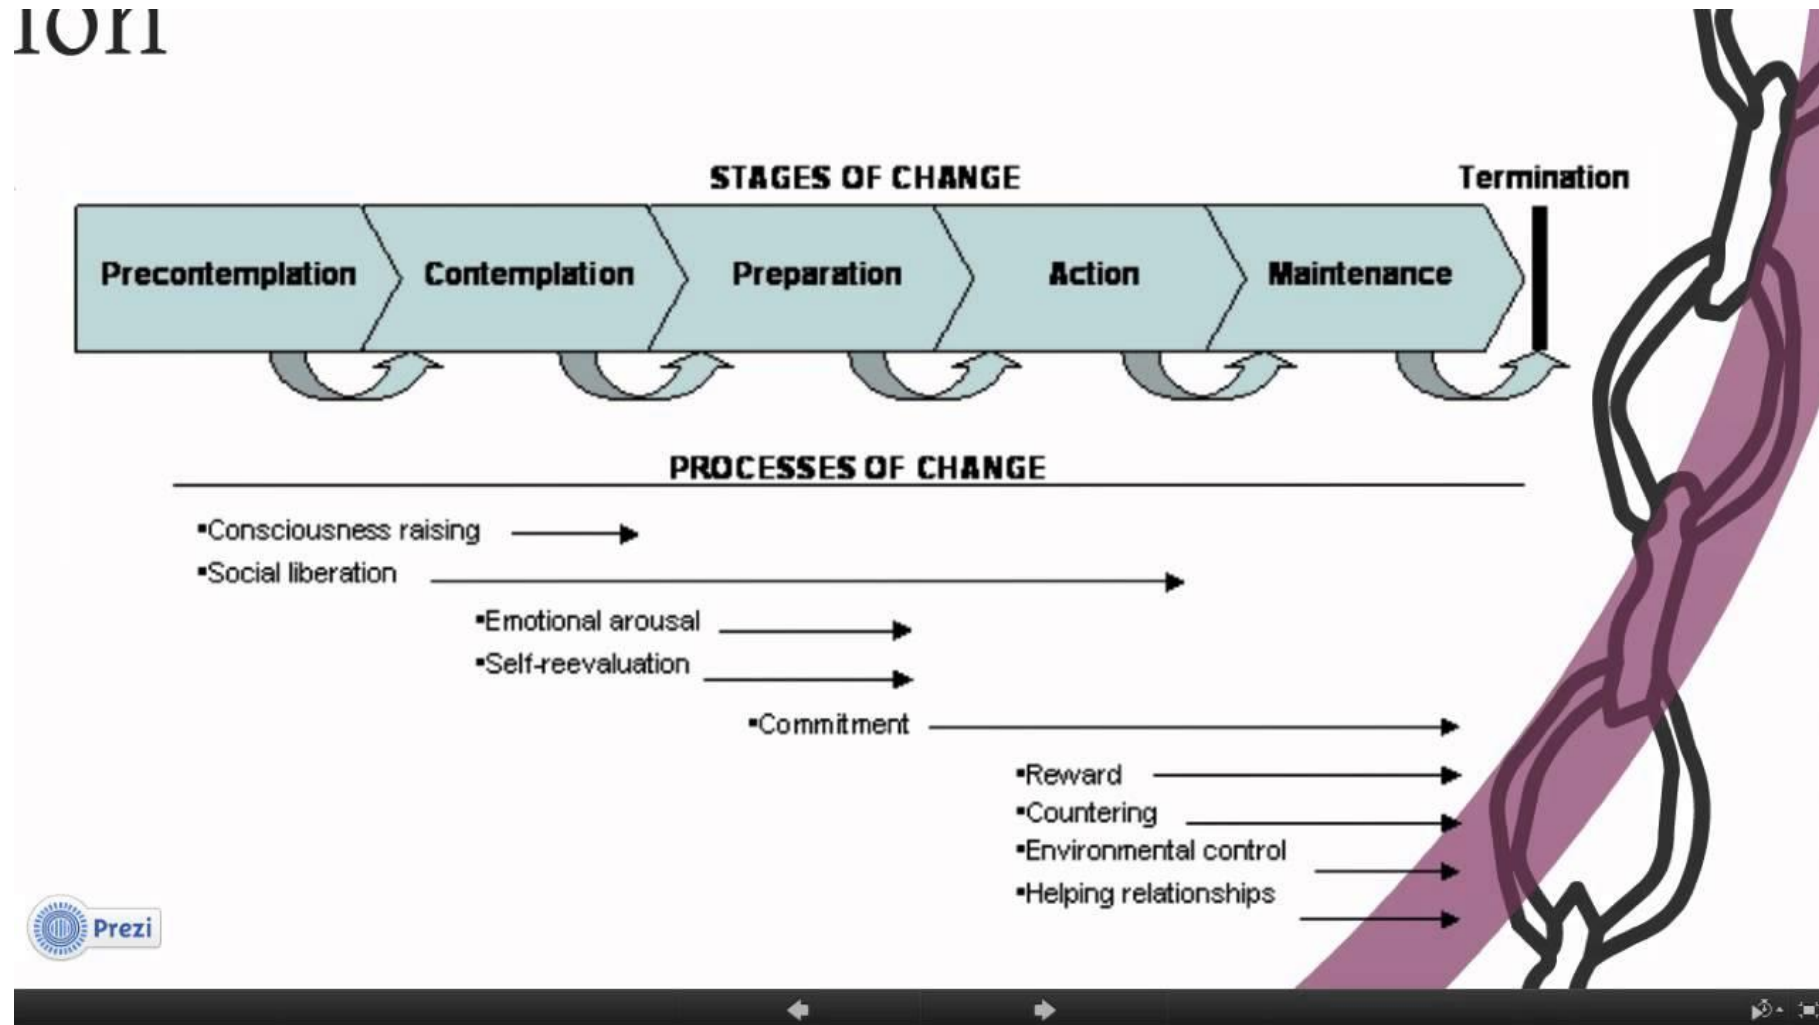 ion
STAGES OF CHANGE
Termination
Precontemplation
Contemplation
Preparation
Action
Maintenance
PROCESSES OF CHANGE
▪Consciousness raising
▪Social liberation
▪Emotional arousal
▪Self-reevaluation
▪Commitment
▪Reward
▪Countering
▪Environmental control
▪Helping relationships
Prezi